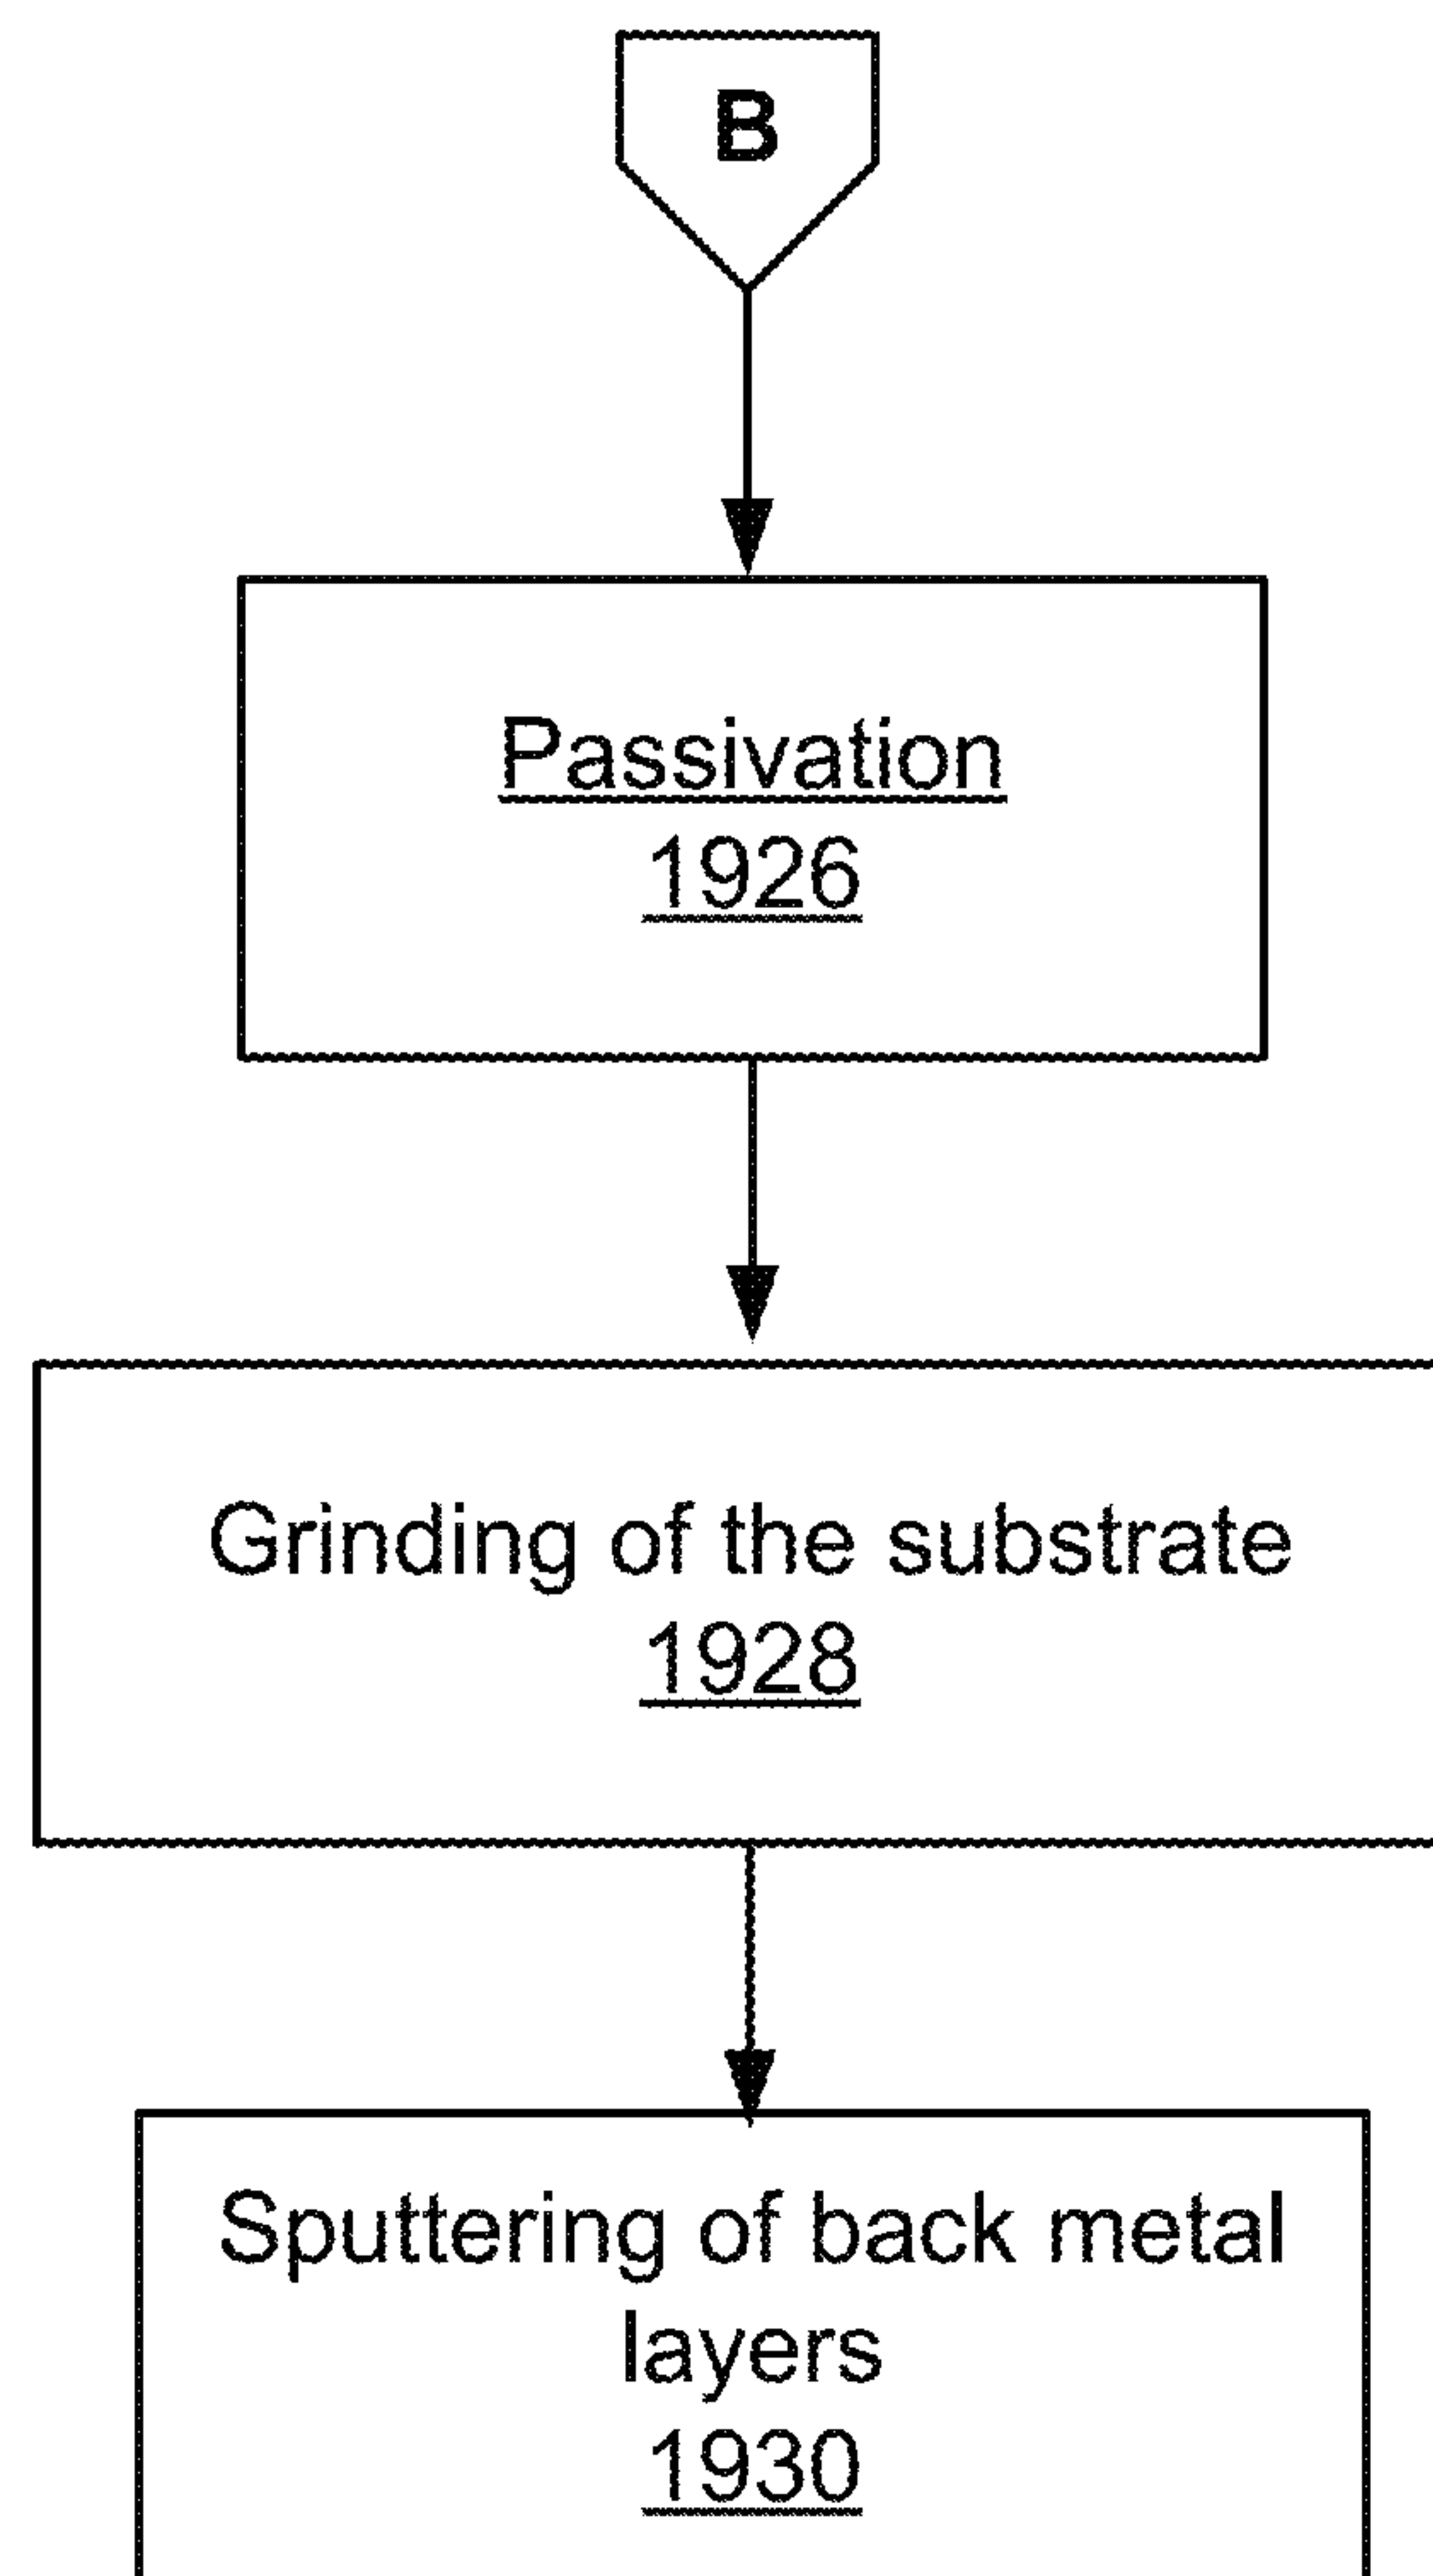 B
Passivation
1926
Grinding of the substrate
1928
Sputtering of back metal
layers
1930